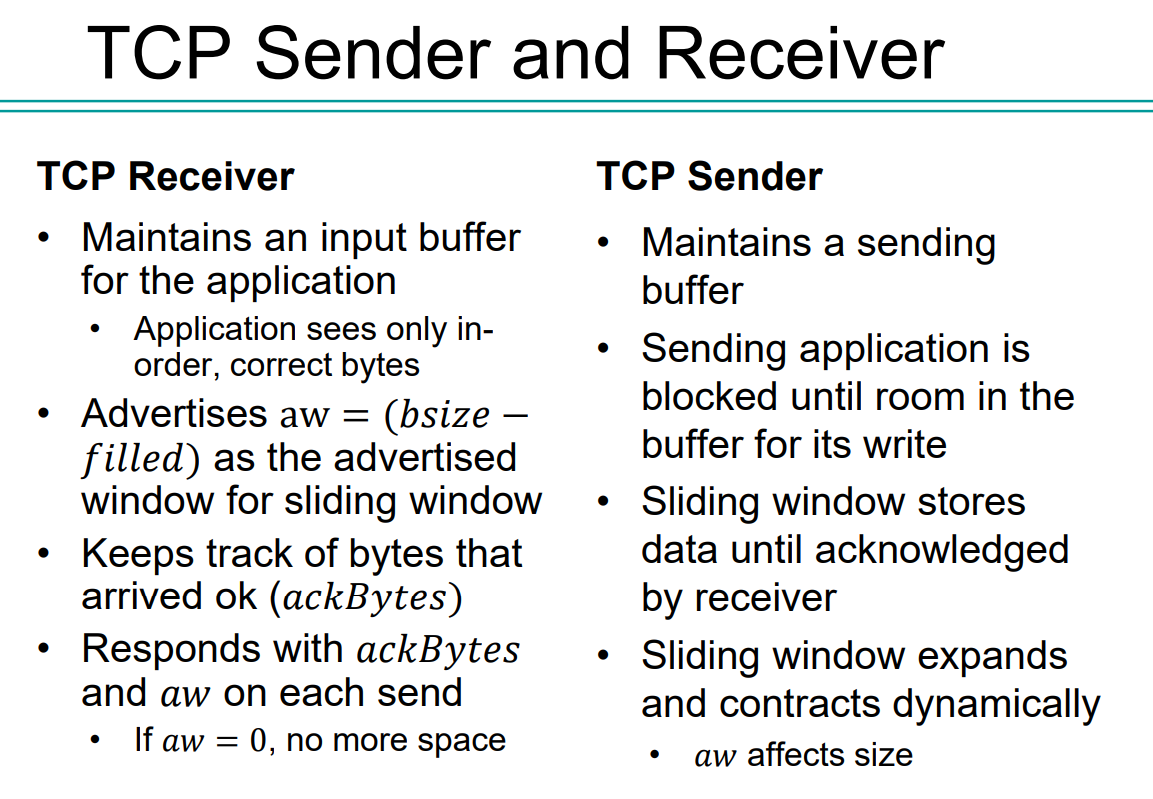 TCP Sender and Receiver
TCP Receiver
• Maintains an input buffer
for the application
• Application sees only in-
order, correct bytes
• Advertises aw = (bsize −
filled) as the advertised
window for sliding window
• Keeps track of bytes that
arrived ok (ackBytes)
• Responds with ackBytes
and aw on each send
• If aw = 0, no more space
TCP Sender
• Maintains a sending
buffer
• Sending application is
blocked until room in the
buffer for its write
• Sliding window stores
data until acknowledged
by receiver
• Sliding window expands
and contracts dynamically
• aw affects size